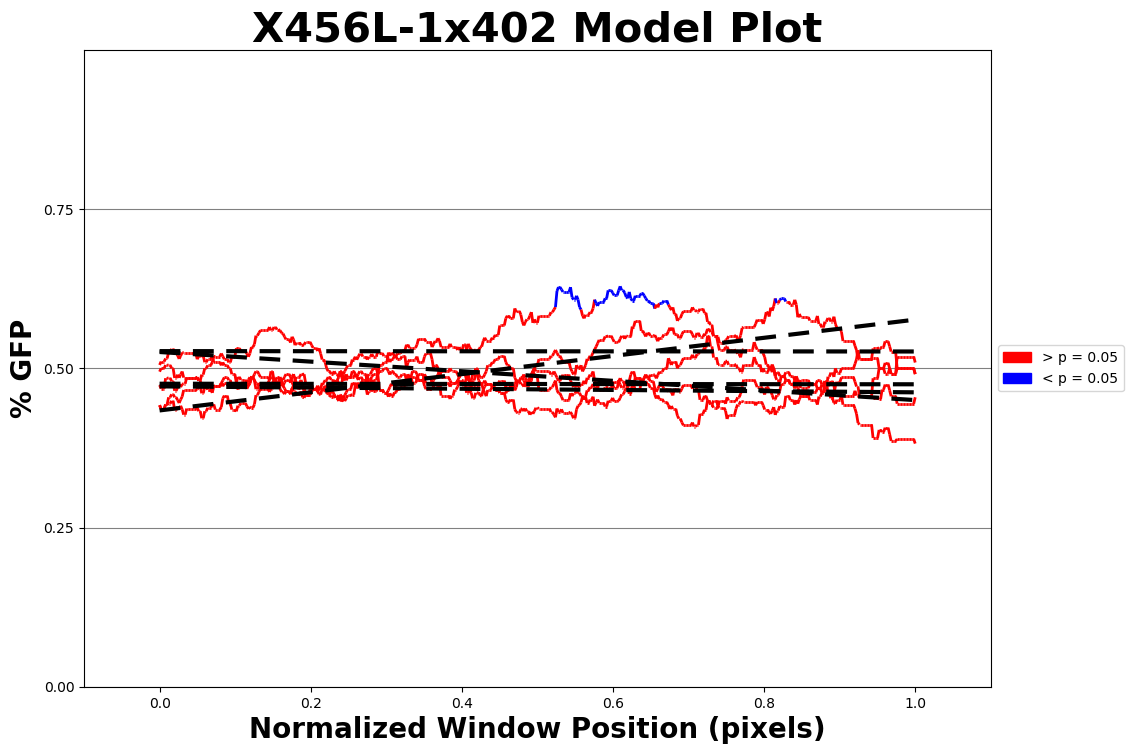 X456L-1x402 Model Plot
% GFP
0.75
0.50
0.25
0.00
0.0 0.2 0.4 0.6 0.8 1.0
Normalized Window Position (pixels)
> p = 0.05
< p = 0.05